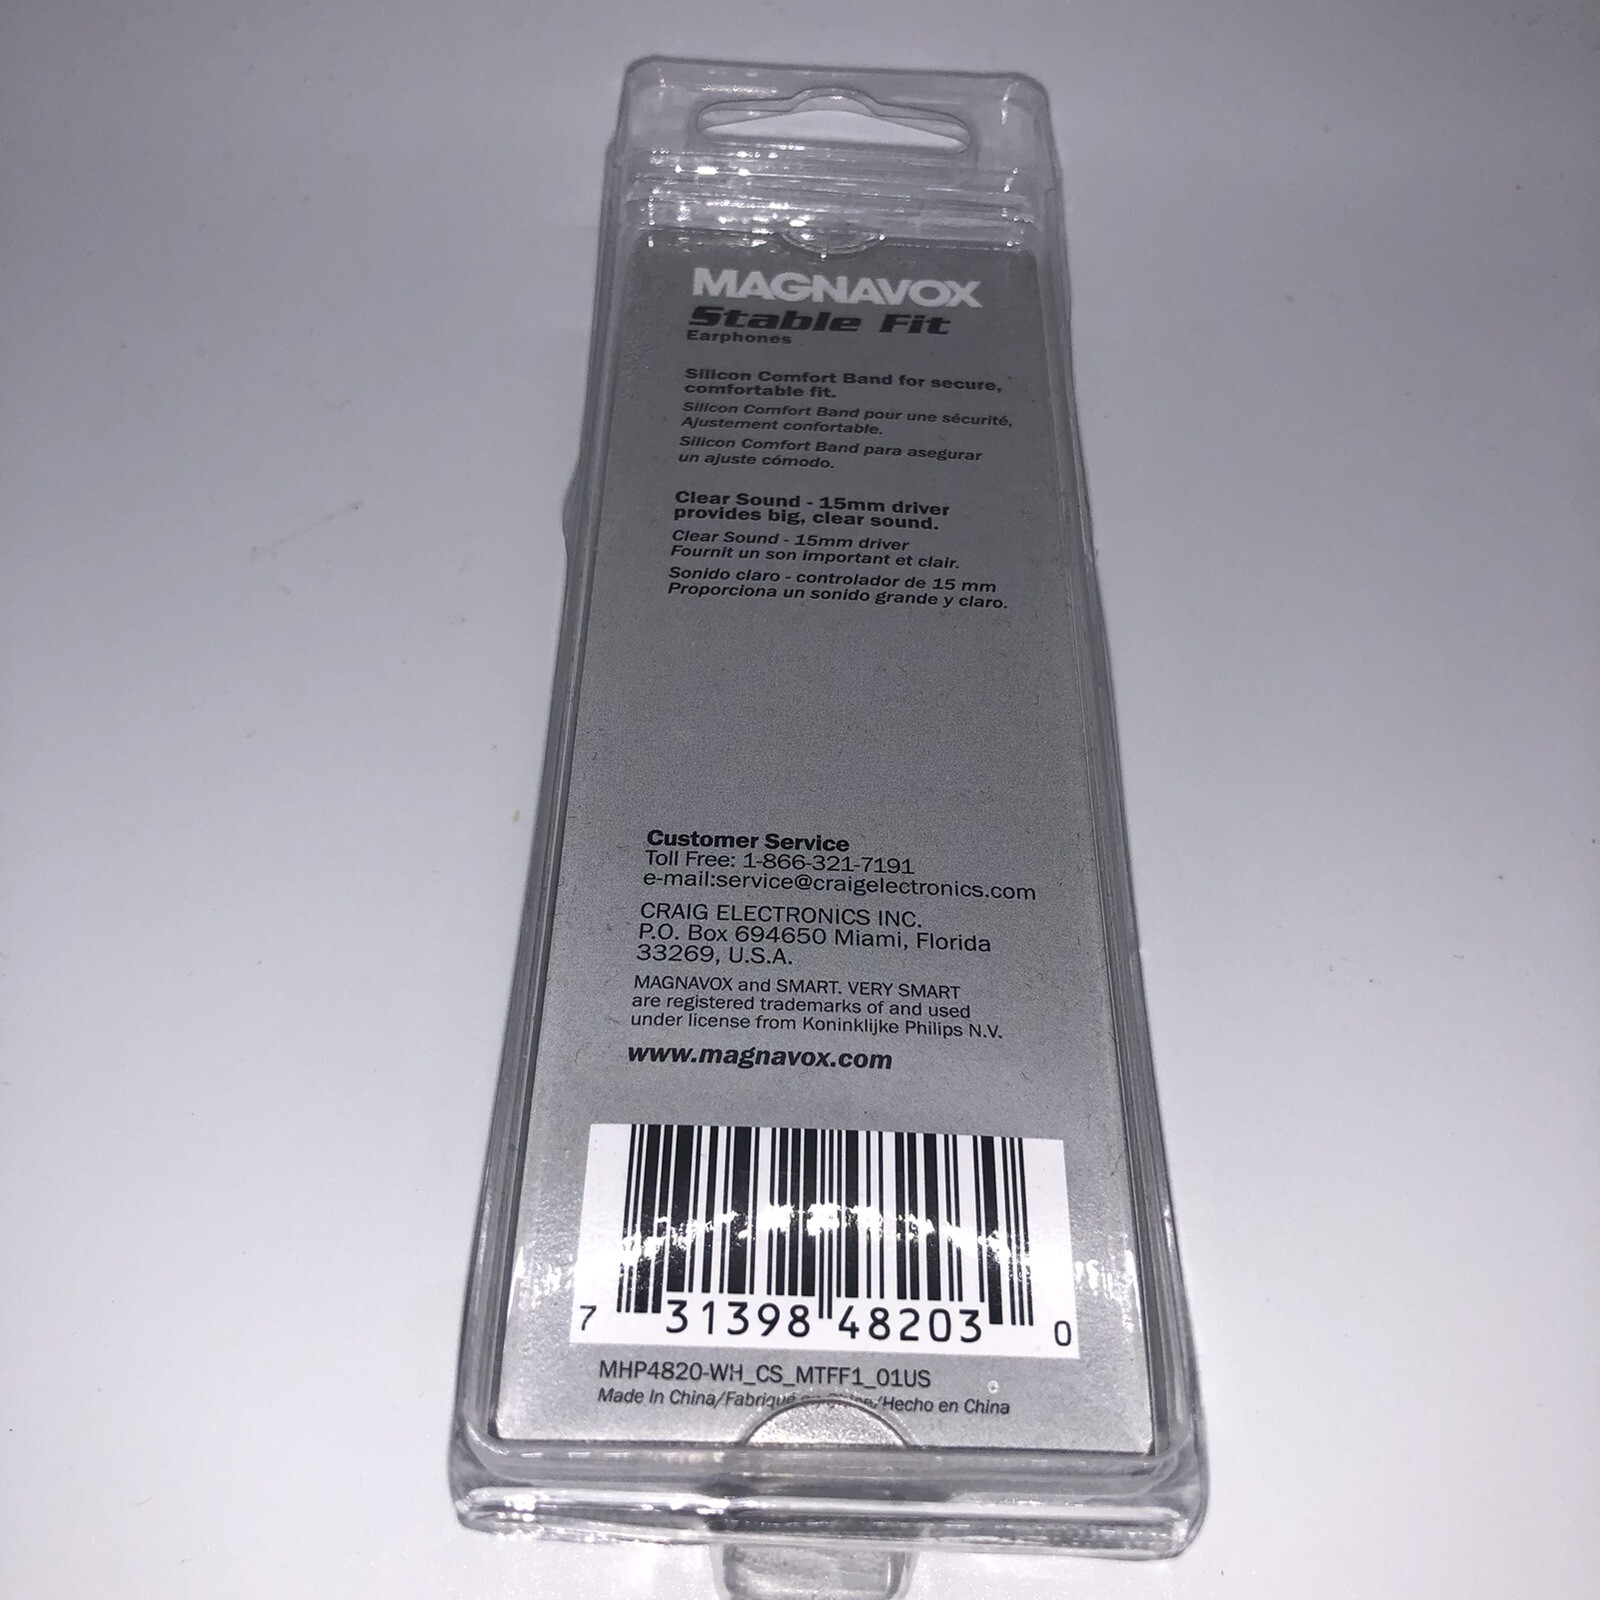 MAGNAVOX
Stable Fit
Earphones
Silicon Comfort Band for secure,
comfortable fit.
Silicon Comfort Band pour une sécurité,
Ajustement confortable.
Silicon Comfort Band para asegurar
un ajuste cómodo.
Clear Sound - 15mm driver
provides big, clear sound.
Clear Sound - 15mm driver
Fournit un son important et clair.
Sonido claro - controlador de 15 mm
Proporciona un sonido grande y claro.
Customer Service
Toll Free: 1-866-321-7191
e-mail:service@craigelectronics.com
CRAIG ELECTRONICS INC.
P.O. Box 694650 Miami, Florida
33269, U.S.A.
MAGNAVOX and SMART. VERY SMART
are registered trademarks of and used
under license from Koninklijke Philips N.V.
www.magnavox.com
7 31398 48203 0
MHP4820-WH_CS_MTFF1_01US
Made In China/Fabriqué en Chine/Hecho en China